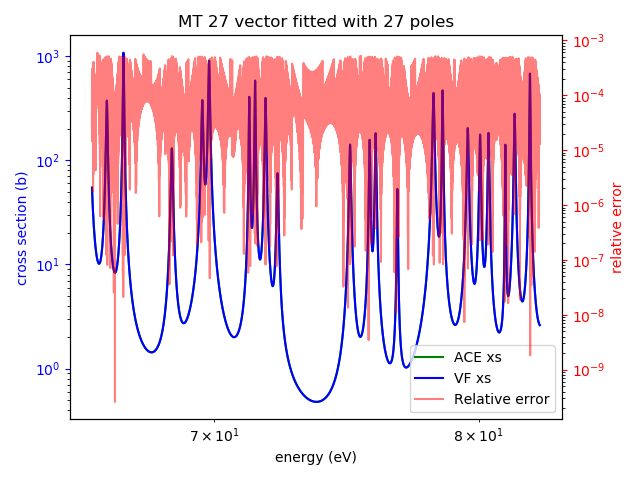 MT 27 vector fitted with 27 poles
cross section (b)
10³
10²
10¹
10⁰
10⁻³
10⁻⁴
10⁻⁵
10⁻⁶
10⁻⁷
10⁻⁸
10⁻⁹
relative error
ACE xs
VF xs
Relative error
7 × 10¹
8 × 10¹
energy (eV)